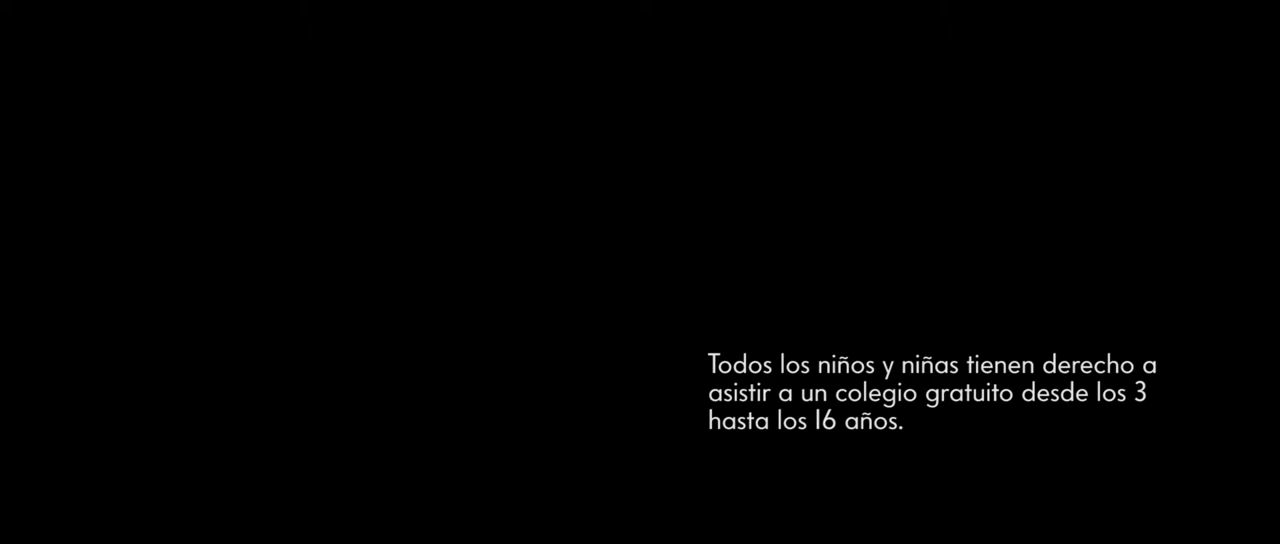 Todos los niños y niñas tienen derecho a
asistir a un colegio gratuito desde los 3
hasta los 16 años.